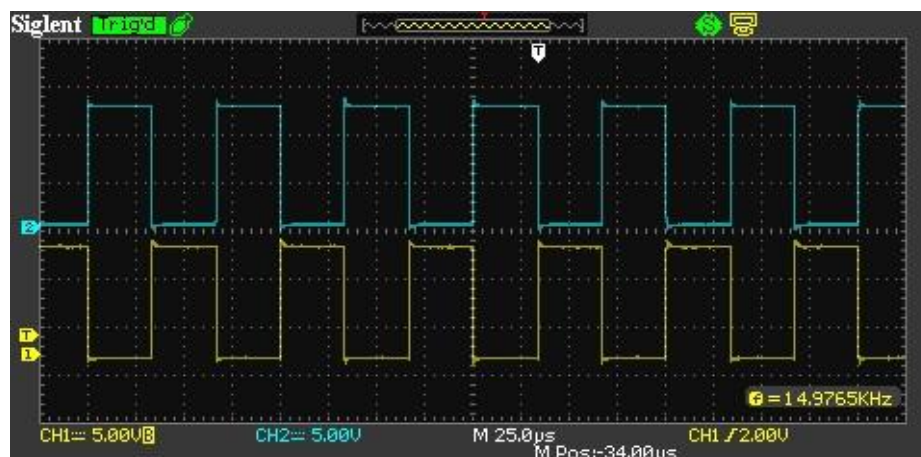 Siglent Trig'd S
T
2
T
1
f=14.9765KHz
CH1 5.00VB CH2 5.00V M 25.0µs CH1 2.00V
M Pos:-34.00µs